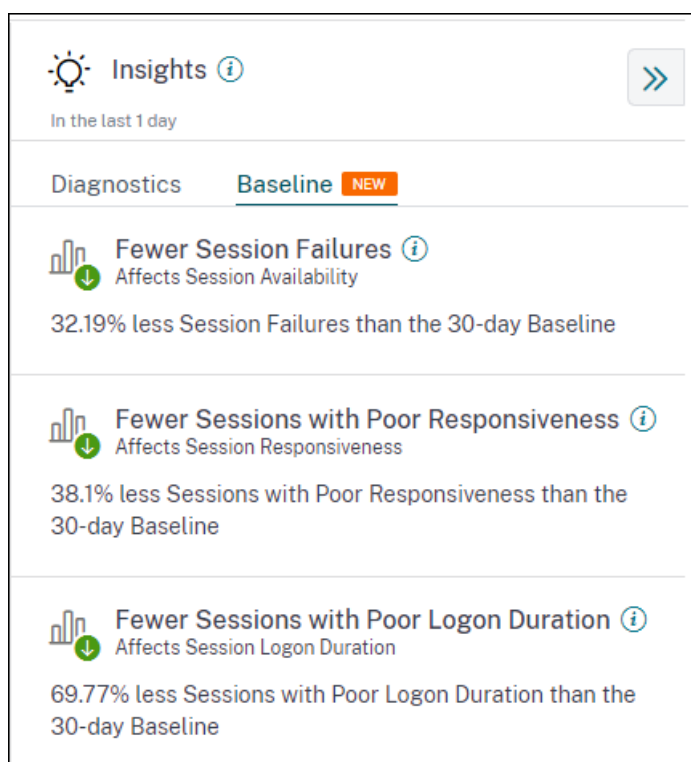 Insights i
In the last 1 day
Diagnostics Baseline NEW
Fewer Session Failures i
Affects Session Availability
32.19% less Session Failures than the 30-day Baseline
Fewer Sessions with Poor Responsiveness i
Affects Session Responsiveness
38.1% less Sessions with Poor Responsiveness than the
30-day Baseline
Fewer Sessions with Poor Logon Duration i
Affects Session Logon Duration
69.77% less Sessions with Poor Logon Duration than the
30-day Baseline